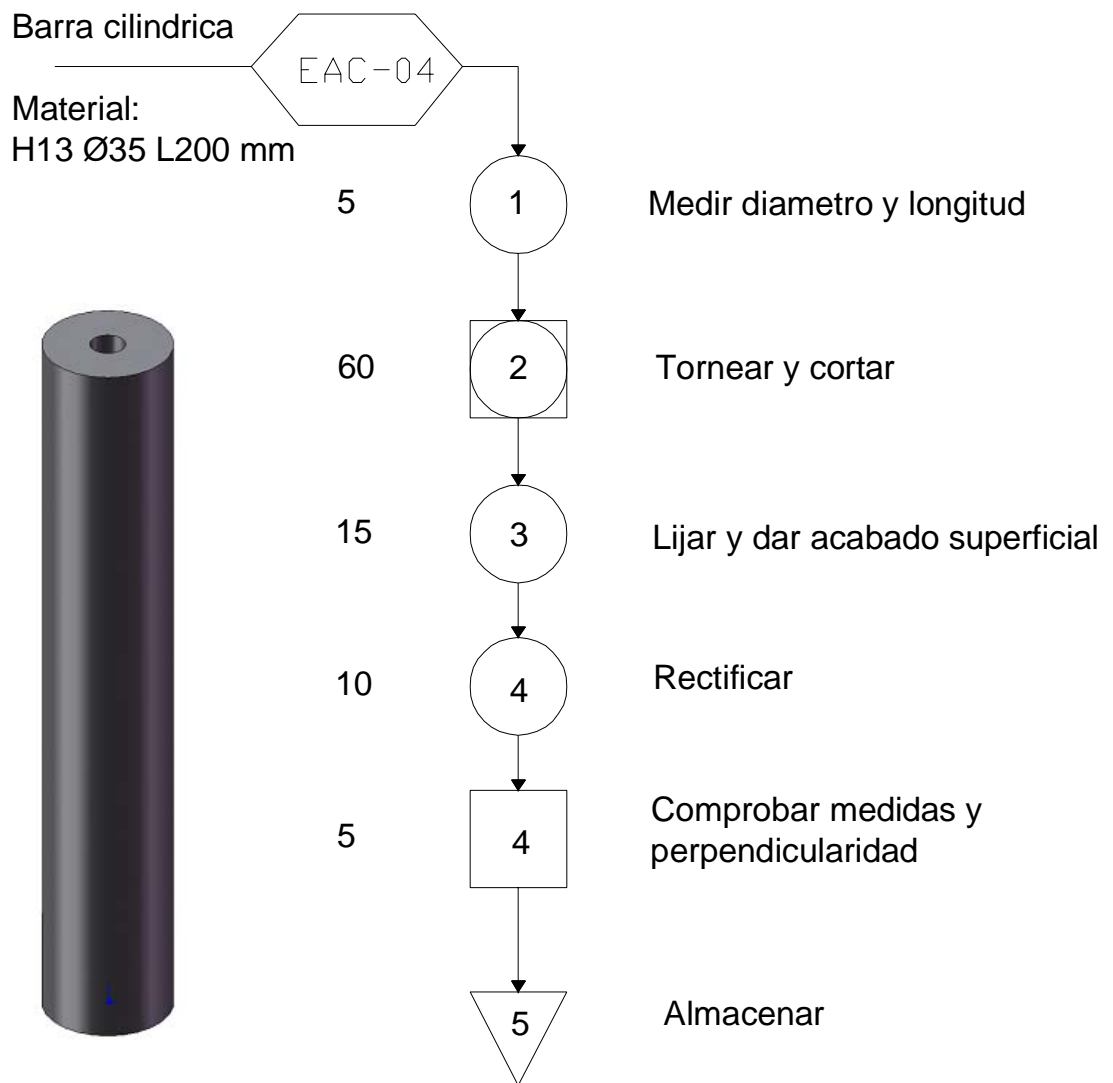 Barra cilindrica
EAC-04
Material:
H13 Ø35 L200 mm
5
1
Medir diametro y longitud
60
2
Tornear y cortar
15
3
Lijar y dar acabado superficial
10
4
Rectificar
5
4
Comprobar medidas y
perpendicularidad
5
Almacenar